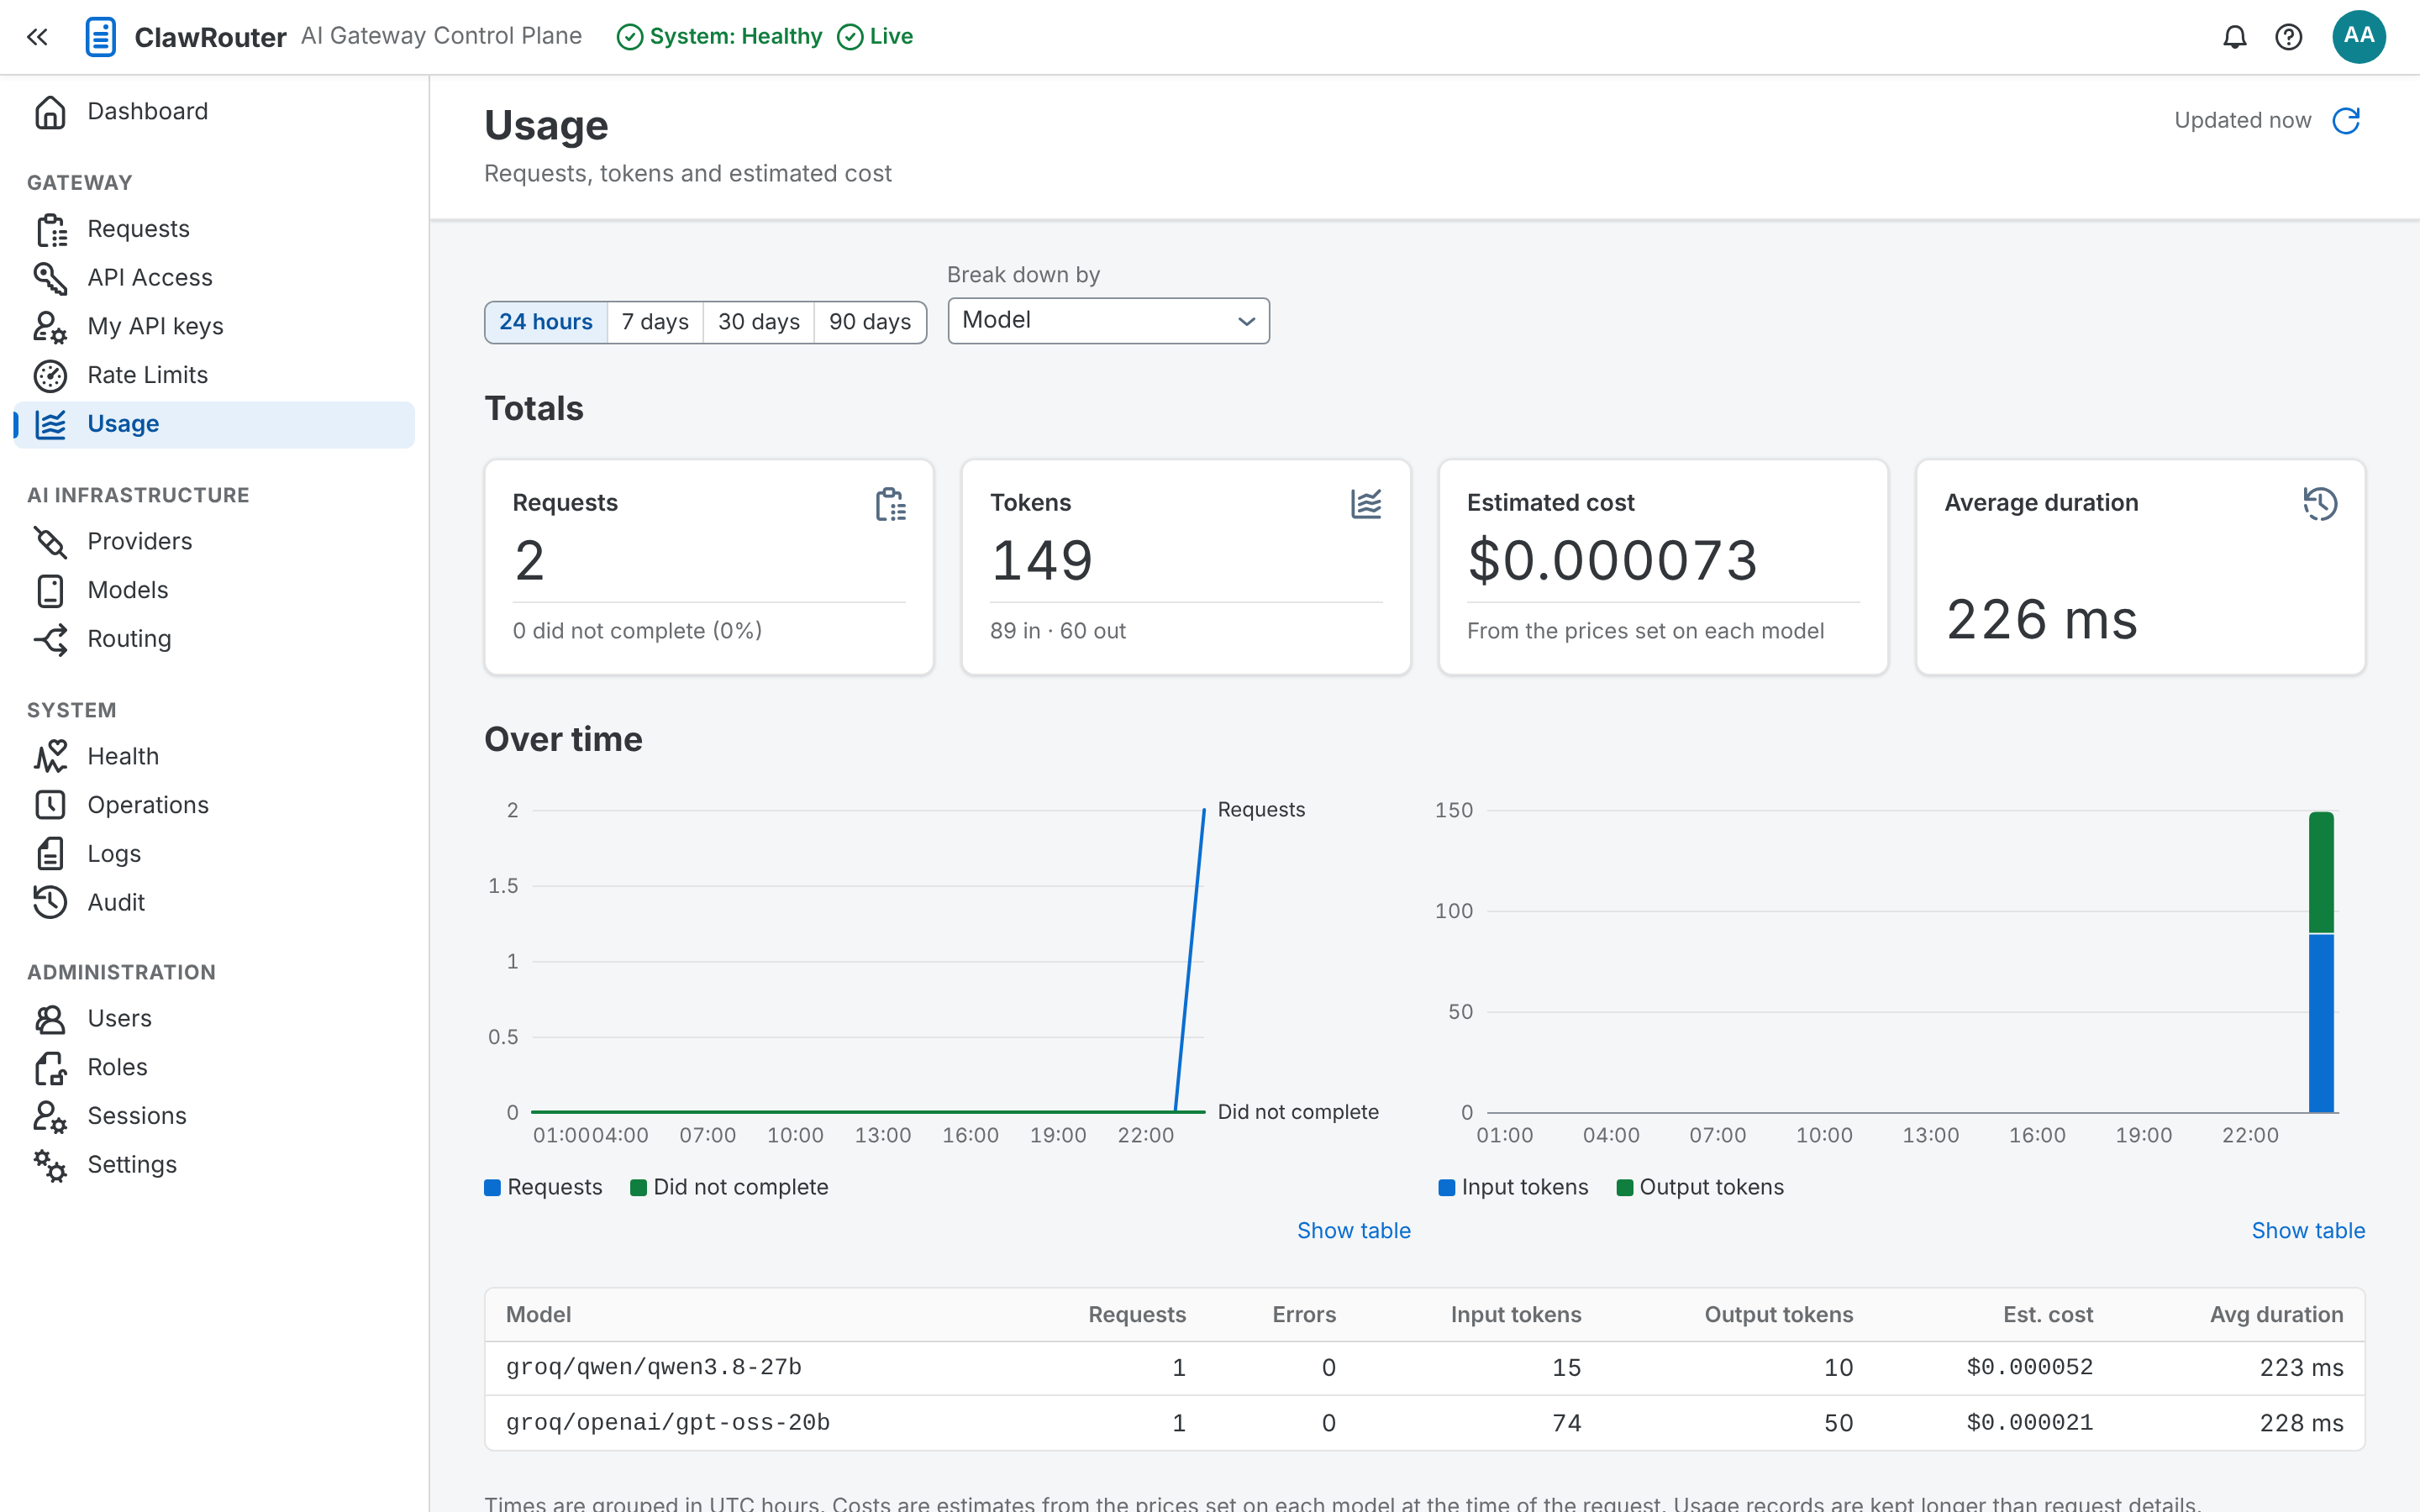 ClawRouter AI Gateway Control Plane System: Healthy Live AA
Dashboard
GATEWAY
Requests
API Access
My API keys
Rate Limits
Usage
AI INFRASTRUCTURE
Providers
Models
Routing
SYSTEM
Health
Operations
Logs
Audit
ADMINISTRATION
Users
Roles
Sessions
Settings
Usage
Updated now
Requests, tokens and estimated cost
Break down by
24 hours 7 days 30 days 90 days Model
Totals
Requests
2
0 did not complete (0%)
Tokens
149
89 in · 60 out
Estimated cost
$0.000073
From the prices set on each model
Average duration
226 ms
Over time
2
1.5
1
0.5
0
Requests
Did not complete
01:00 04:00 07:00 10:00 13:00 16:00 19:00 22:00
Requests Did not complete
Show table
150
100
50
0
01:00 04:00 07:00 10:00 13:00 16:00 19:00 22:00
Input tokens Output tokens
Show table
Model Requests Errors Input tokens Output tokens Est. cost Avg duration
groq/qwen/qwen3.8-27b 1 0 15 10 $0.000052 223 ms
groq/openai/gpt-oss-20b 1 0 74 50 $0.000021 228 ms
Times are grouped in UTC hours. Costs are estimates from the prices set on each model at the time of the request. Usage records are kept longer than request details.